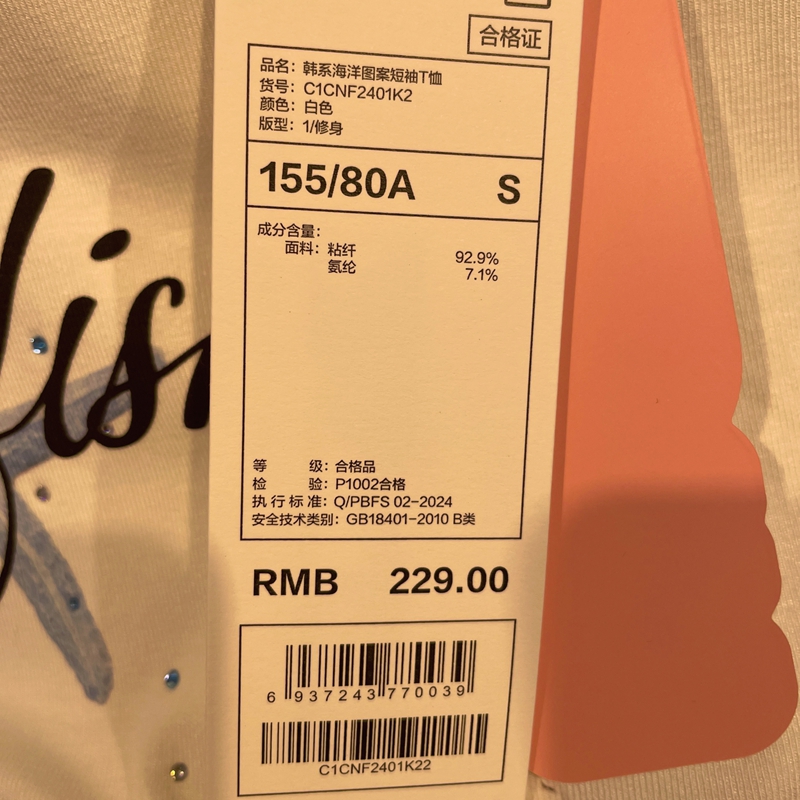 合格证
品名：韩系海洋图案短袖T恤
货号：C1CNF2401K2
颜色：白色
版型：1/修身
155/80A S
成分含量：
面料：粘纤 92.9%
氨纶 7.1%
等 级：合格品
检 验：P1002合格
执行标准：Q/PBFS 02-2024
安全技术类别：GB18401-2010 B类
RMB 229.00
6 937243 770039
C1CNF2401K22